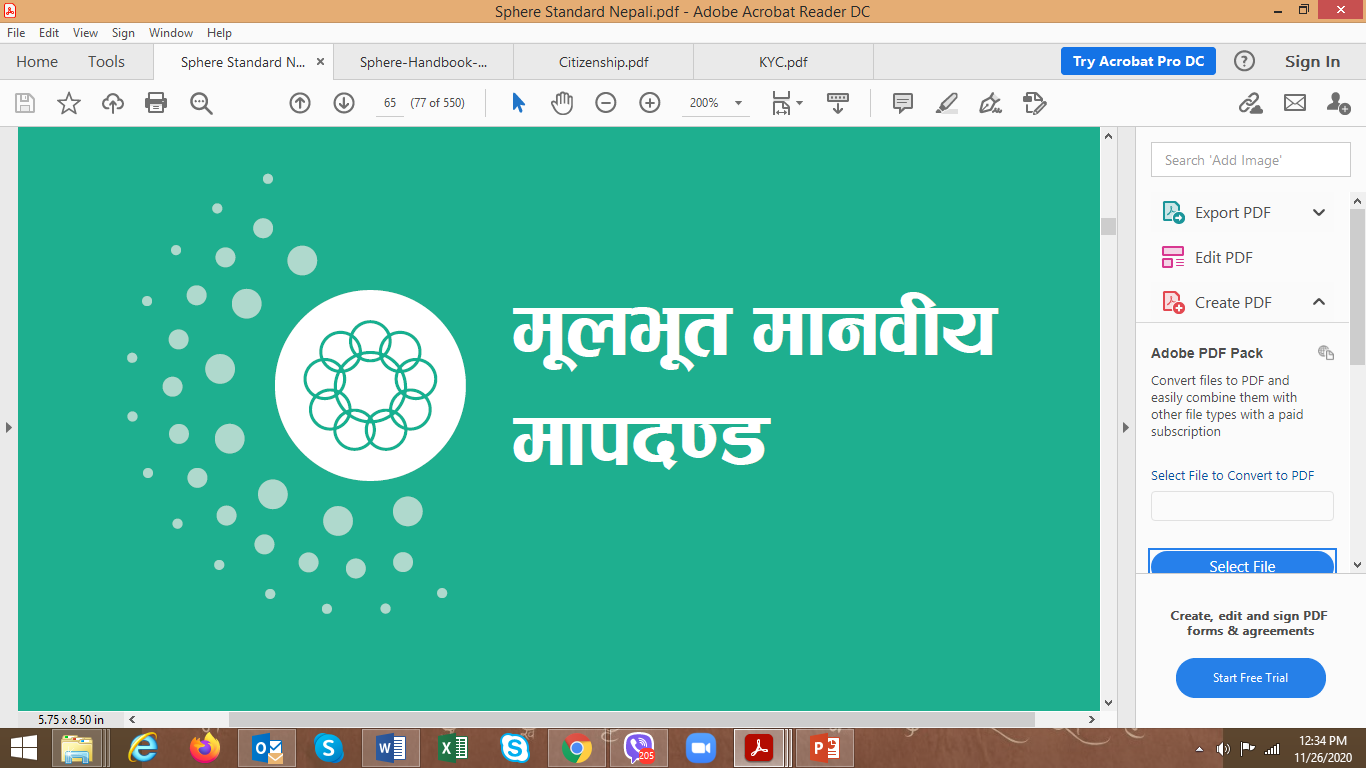 Sphere Standard Nepali.pdf - Adobe Acrobat Reader DC
File Edit View Sign Window Help
Home Tools Sphere Standard N... × Sphere-Handbook-... Citizenship.pdf KYC.pdf Try Acrobat Pro DC ? Sign In
65 (77 of 550) 200%
मूलभूत मानवीय
मापदण्ड
Search 'Add Image'
Export PDF
Edit PDF
Create PDF
Adobe PDF Pack
Convert files to PDF and
easily combine them with
other file types with a paid
subscription
Select File to Convert to PDF
Select File
Create, edit and sign PDF
forms & agreements
Start Free Trial
5.75 x 8.50 in
205
12:34 PM
11/26/2020